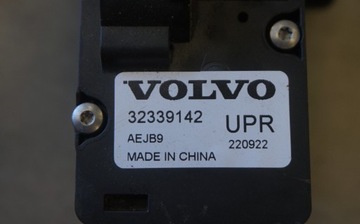 VOLVO
32339142
UPR
AEJB9
220922
MADE IN CHINA